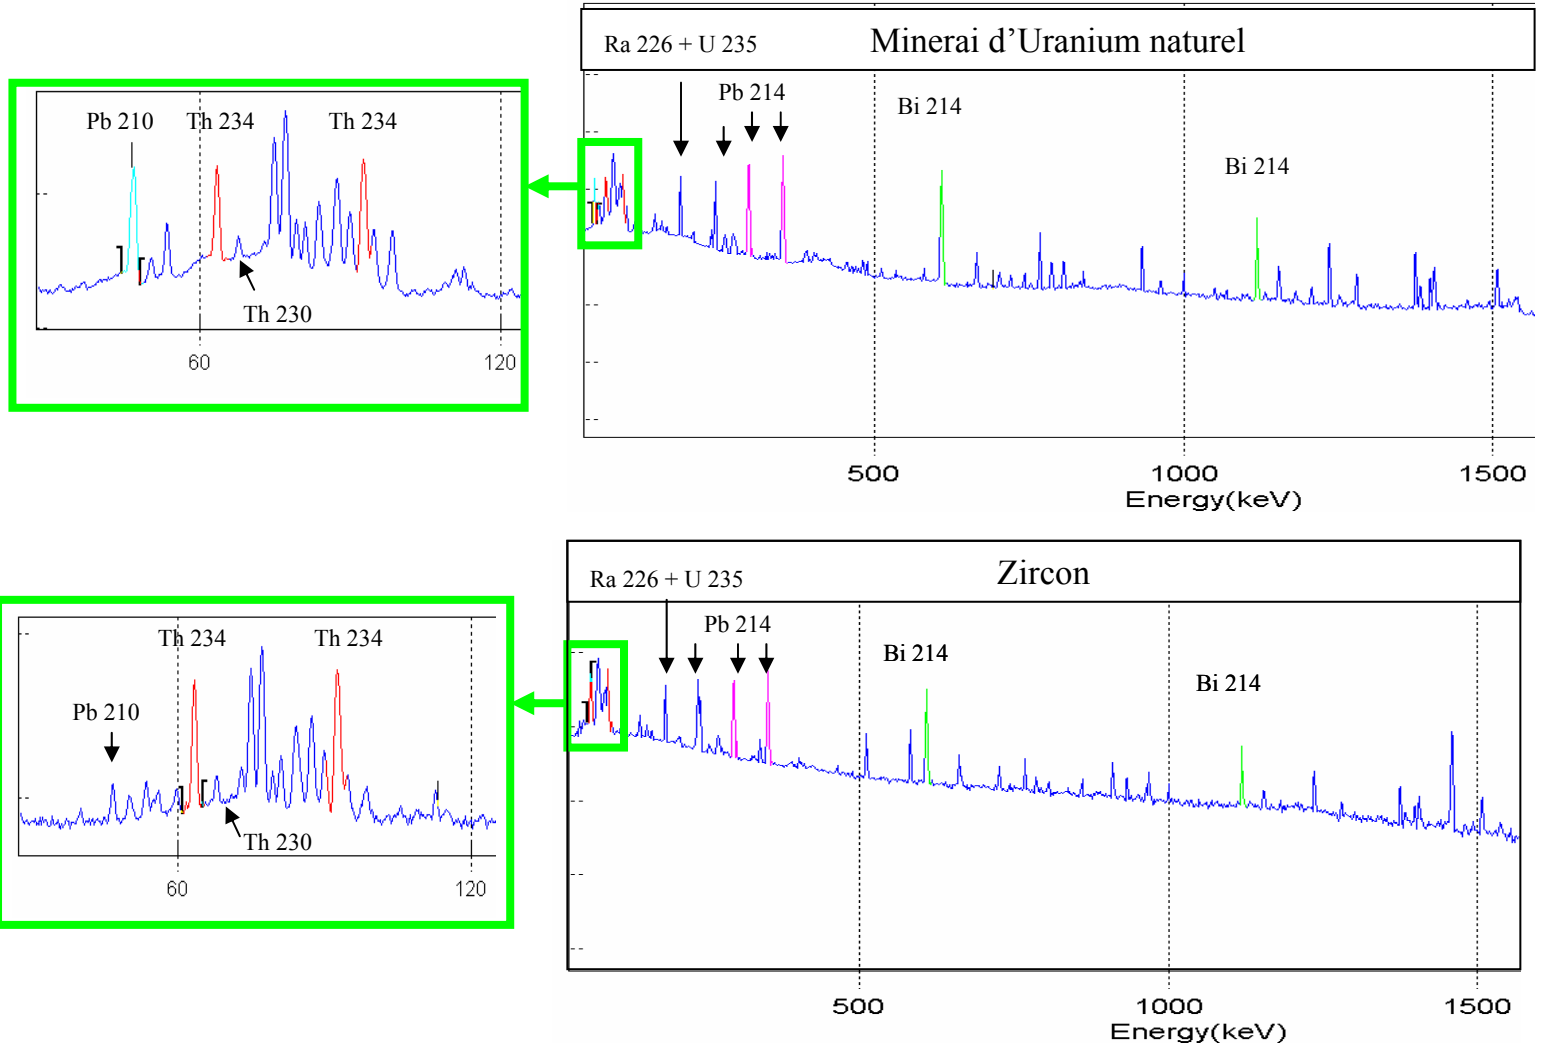 Minerai d’Uranium naturel
Ra 226 + U 235
Pb 214
Bi 214
Bi 214
Pb 210
Th 234
Th 234
Th 230
60
120
500
1000
1500
Energy(keV)
Zircon
Ra 226 + U 235
Pb 214
Bi 214
Bi 214
Th 234
Th 234
Pb 210
Th 230
60
120
500
1000
1500
Energy(keV)